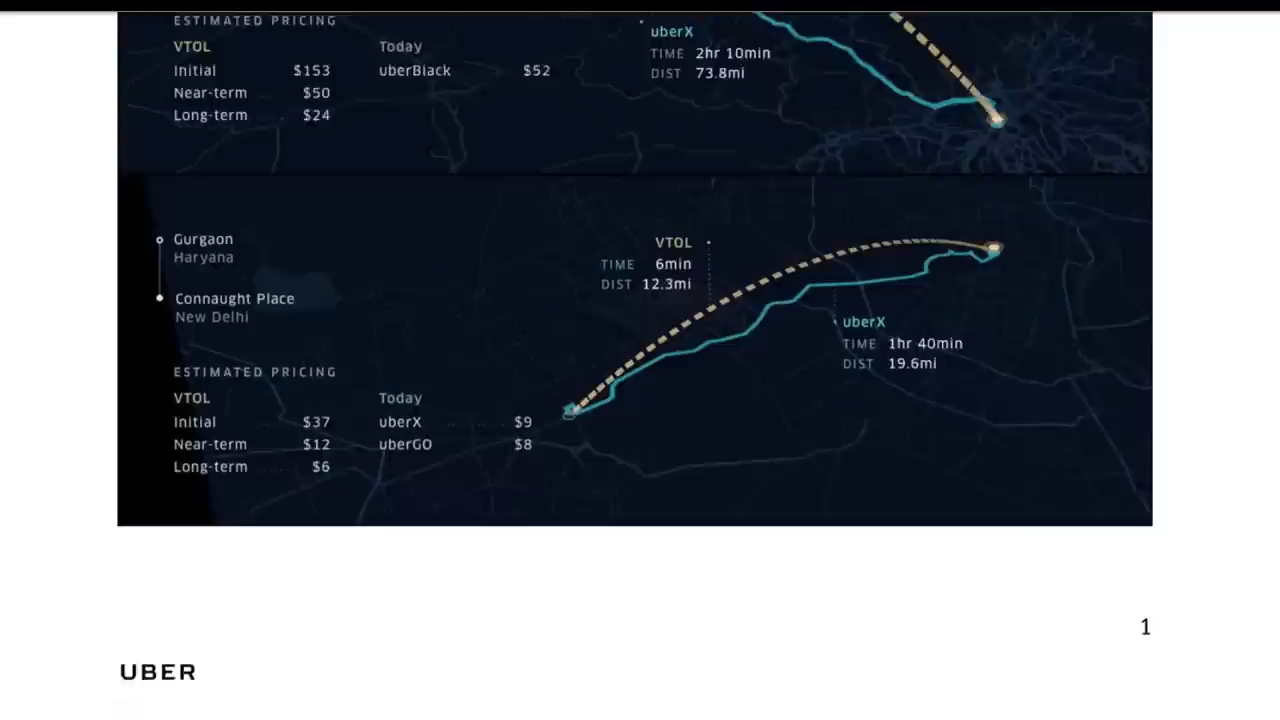 ESTIMATED PRICING
VTOL Today
Initial $153 uberBlack $52
Near-term $50
Long-term $24
uberX
TIME 2hr 10min
DIST 73.8mi
Gurgaon
Haryana
Connaught Place
New Delhi
VTOL
TIME 6min
DIST 12.3mi
uberX
TIME 1hr 40min
DIST 19.6mi
ESTIMATED PRICING
VTOL Today
Initial $37 uberX $9
Near-term $12 uberGO $8
Long-term $6
1
UBER